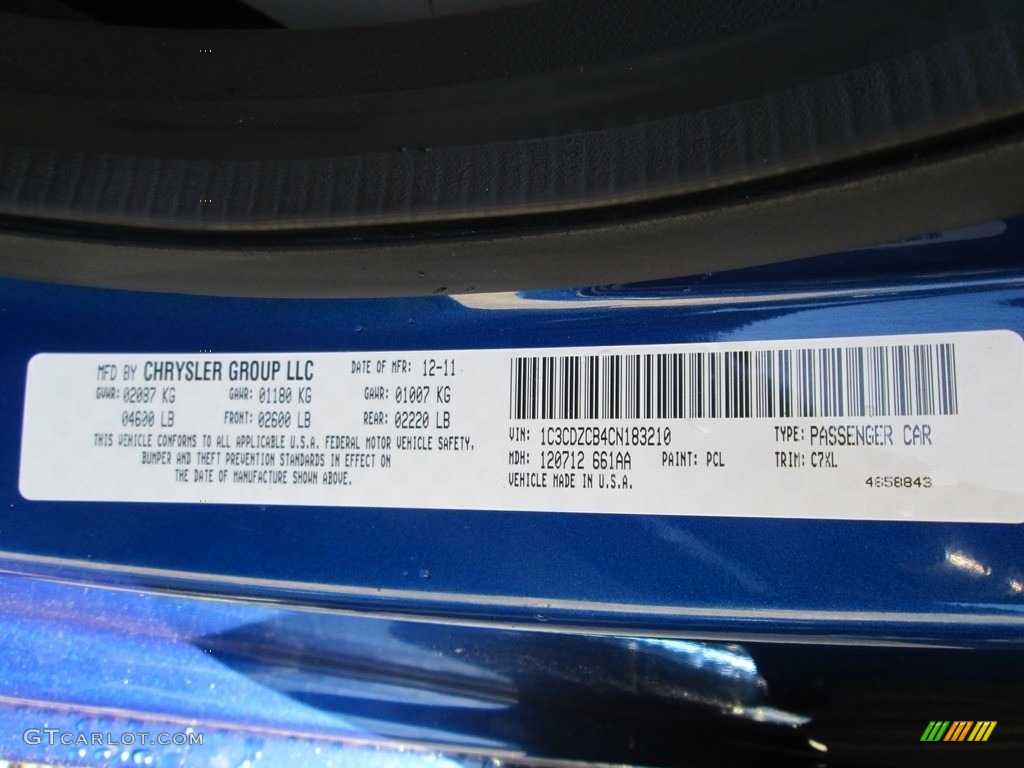 MFD BY CHRYSLER GROUP LLC DATE OF MFR: 12-11
GVWR: 02087 KG GAWR: 01180 KG GAWR: 01007 KG
04600 LB FRONT: 02600 LB REAR: 02220 LB
THIS VEHICLE CONFORMS TO ALL APPLICABLE U.S.A. FEDERAL MOTOR VEHICLE SAFETY,
BUMPER AND THEFT PREVENTION STANDARDS IN EFFECT ON
THE DATE OF MANUFACTURE SHOWN ABOVE.
VIN: 1C3CDZCB4CN183210 TYPE: PASSENGER CAR
MDH: 120712 661AA PAINT: PCL TRIM: C7XL
VEHICLE MADE IN U.S.A. 4658843
GTCARLOT.COM